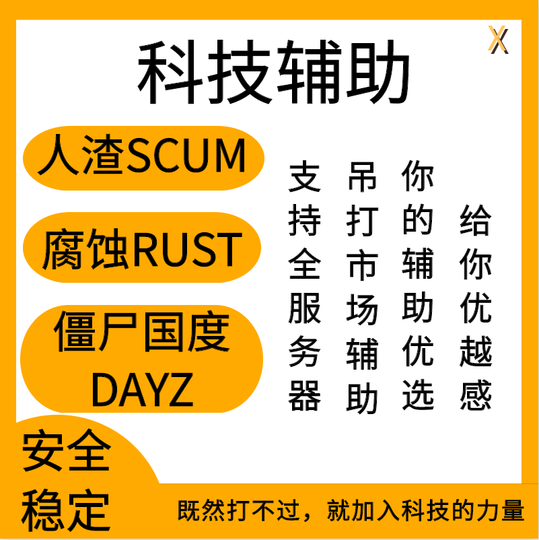 X
科技辅助
人渣SCUM
腐蚀RUST
僵尸国度
DAYZ
支持全服务器
吊打市场辅助
你的辅助优选
给你优越感
安全
稳定
既然打不过，就加入科技的力量